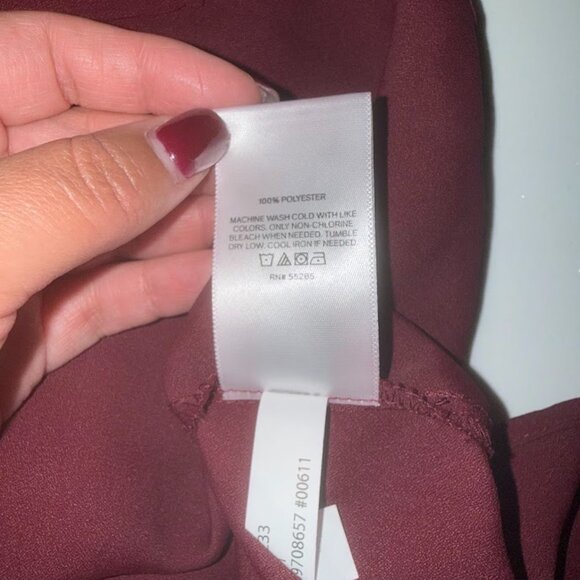 100% POLYESTER
MACHINE WASH COLD WITH LIKE
COLORS. ONLY NON-CHLORINE
BLEACH WHEN NEEDED. TUMBLE
DRY LOW. COOL IRON IF NEEDED.
RN# 55285
33
9708657 #00611